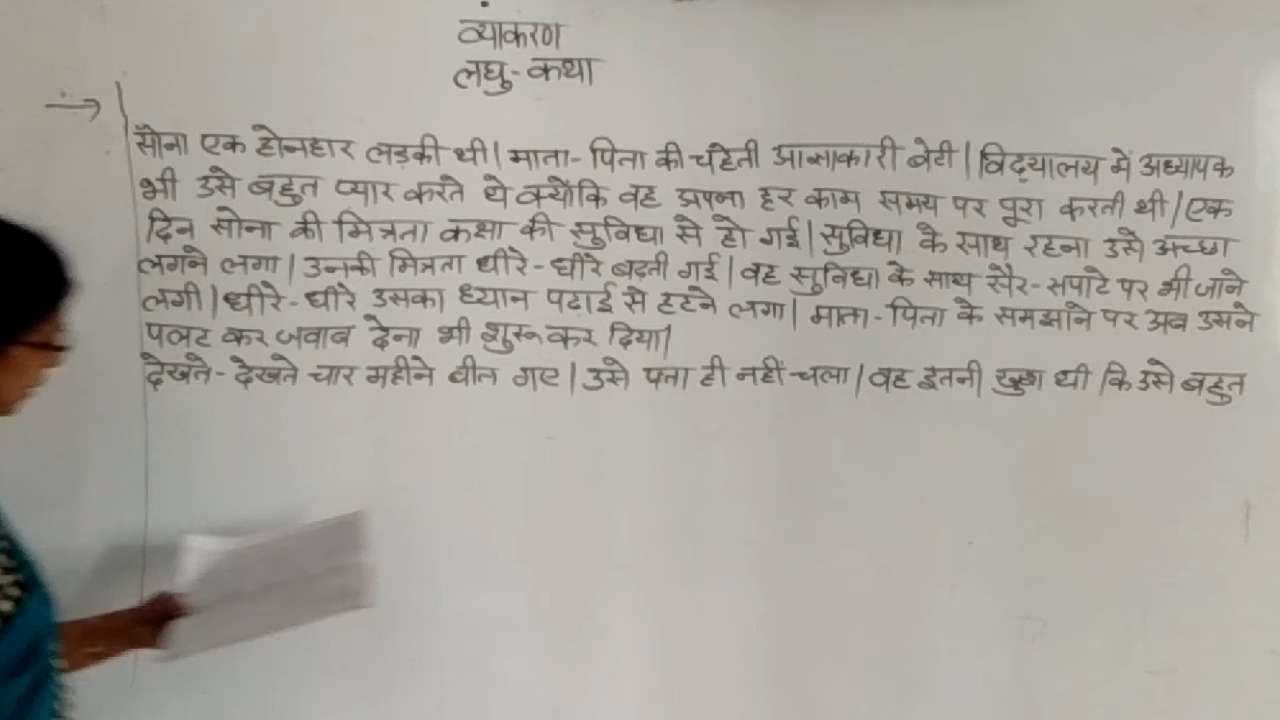 व्याकरण
लघु-कथा
→
सोना एक होनहार लड़की थी। माता-पिता की चहेती आज्ञाकारी बेटी। विद्यालय में अध्यापक
भी उसे बहुत प्यार करते थे क्योंकि वह अपना हर काम समय पर पूरा करती थी। एक
दिन सोना की मित्रता कक्षा की सुविधा से हो गई। सुविधा के साथ रहना उसे अच्छा
लगने लगा। उनकी मित्रता धीरे-धीरे बढ़ती गई। वह सुविधा के साथ सैर-सपाटे पर भी जाने
लगी। धीरे-धीरे उसका ध्यान पढ़ाई से हटने लगा। माता-पिता के समझाने पर अब उसने
पलट कर जवाब देना भी शुरू कर दिया।
देखते-देखते चार महीने बीत गए। उसे पता ही नहीं चला। वह इतनी खुश थी कि उसे बहुत